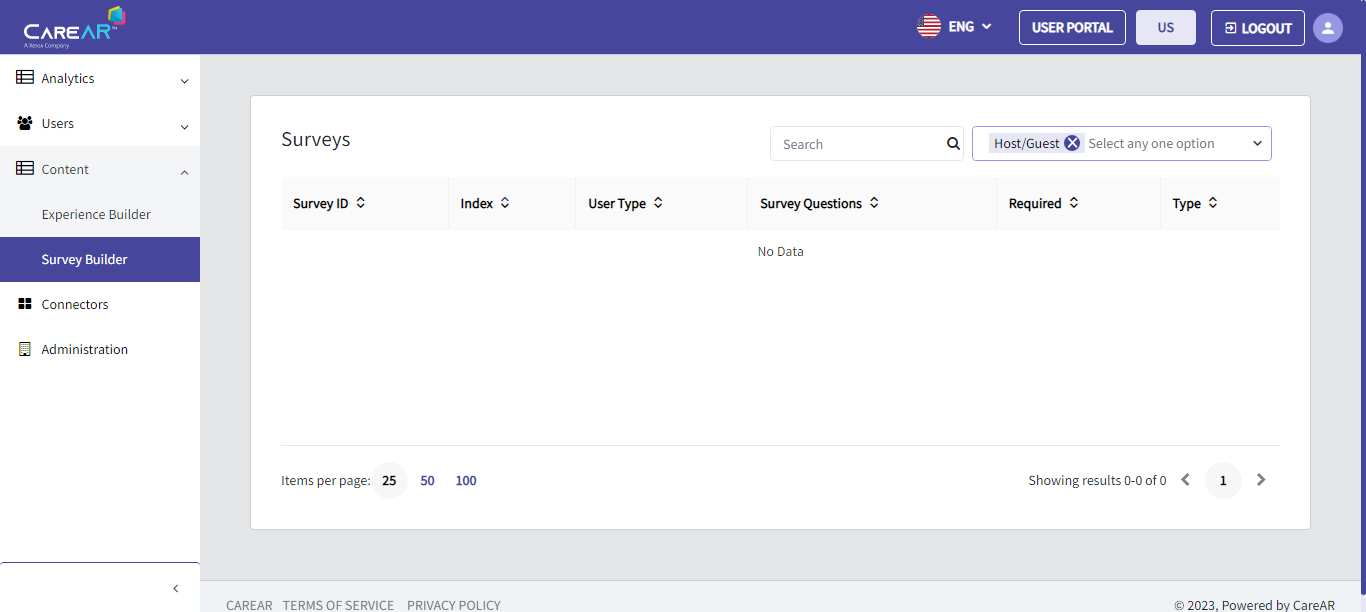 CAREAR™
A Xerox Company
ENG
USER PORTAL
US
LOGOUT
Analytics
Users
Content
Experience Builder
Survey Builder
Connectors
Administration
Surveys
Search
Host/Guest Select any one option
Survey ID Index User Type Survey Questions Required Type
No Data
Items per page: 25 50 100
Showing results 0-0 of 0 1
CAREAR TERMS OF SERVICE PRIVACY POLICY
© 2023, Powered by CareAR